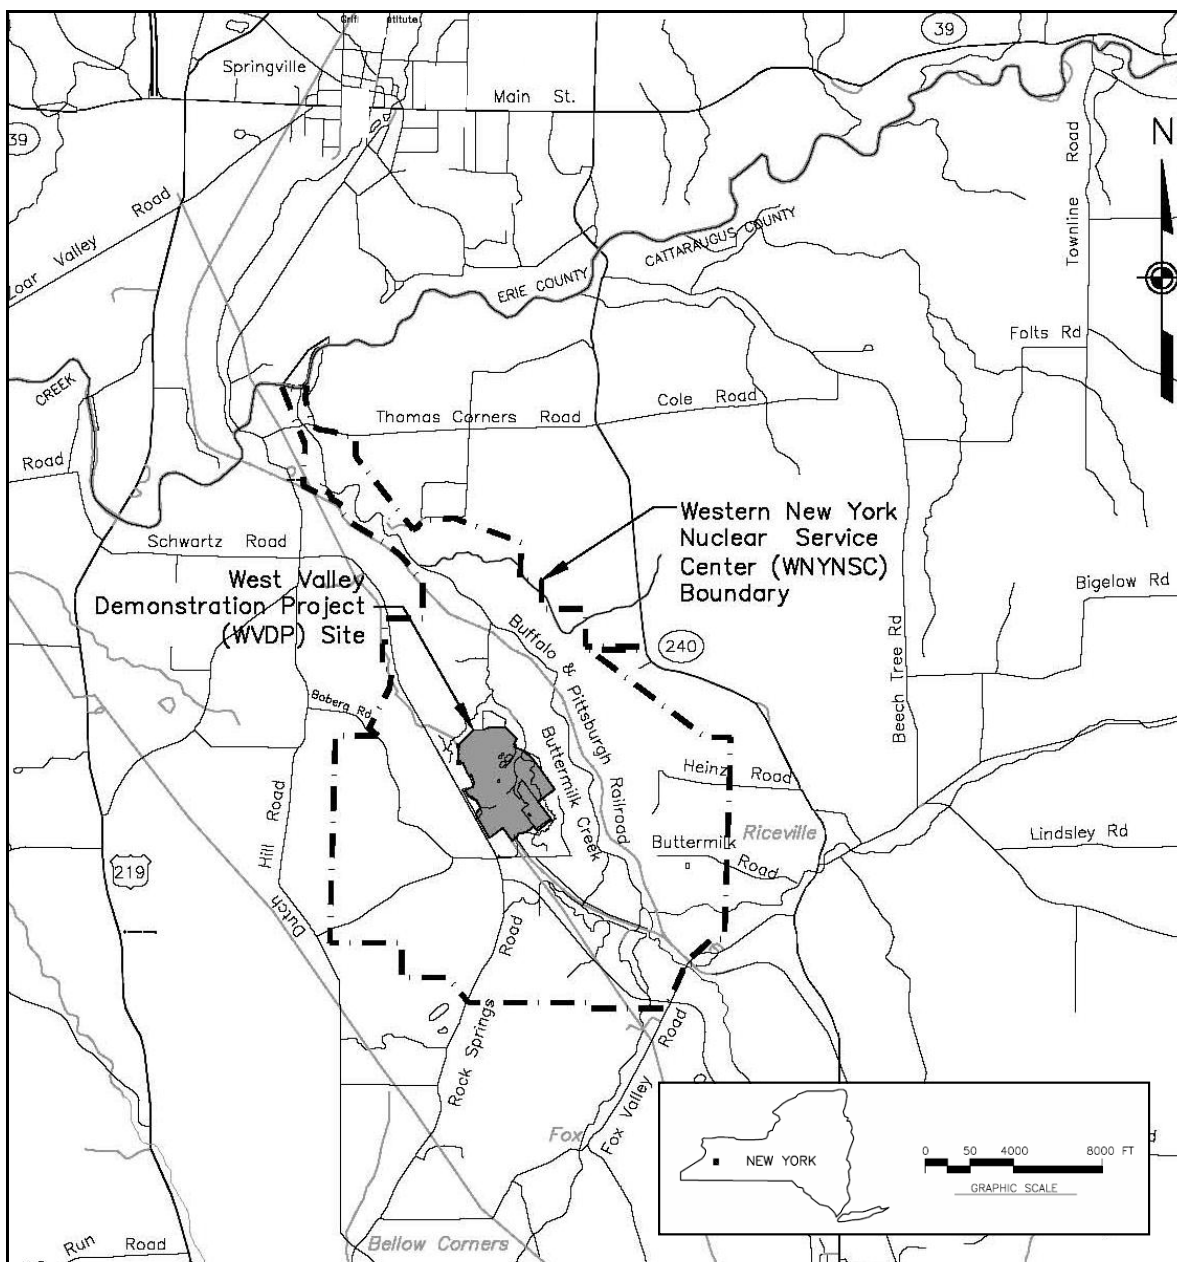 39
Springville
Main St.
39
N
Townline Road
Valley Road
CATTARAUGUS COUNTY
ERIE COUNTY
Folts Rd
CREEK
Cole Road
Thomas Corners Road
Road
Western New York
Nuclear Service
Center (WNYNSC)
Boundary
Schwartz Road
West Valley
Demonstration Project
(WVDP) Site
Bigelow Rd
Buffalo & Pittsburgh Railroad
240
Beech Tree Rd
Boberg Rd
Buttermilk Creek
Heinz Road
Hill Road
Riceville
Lindsley Rd
Buttermilk
Road
219
Dutch
Rock Springs Road
Fox Valley Road
Fox
NEW YORK
0 50 4000 8000 FT
GRAPHIC SCALE
Bellow Corners
Run Road